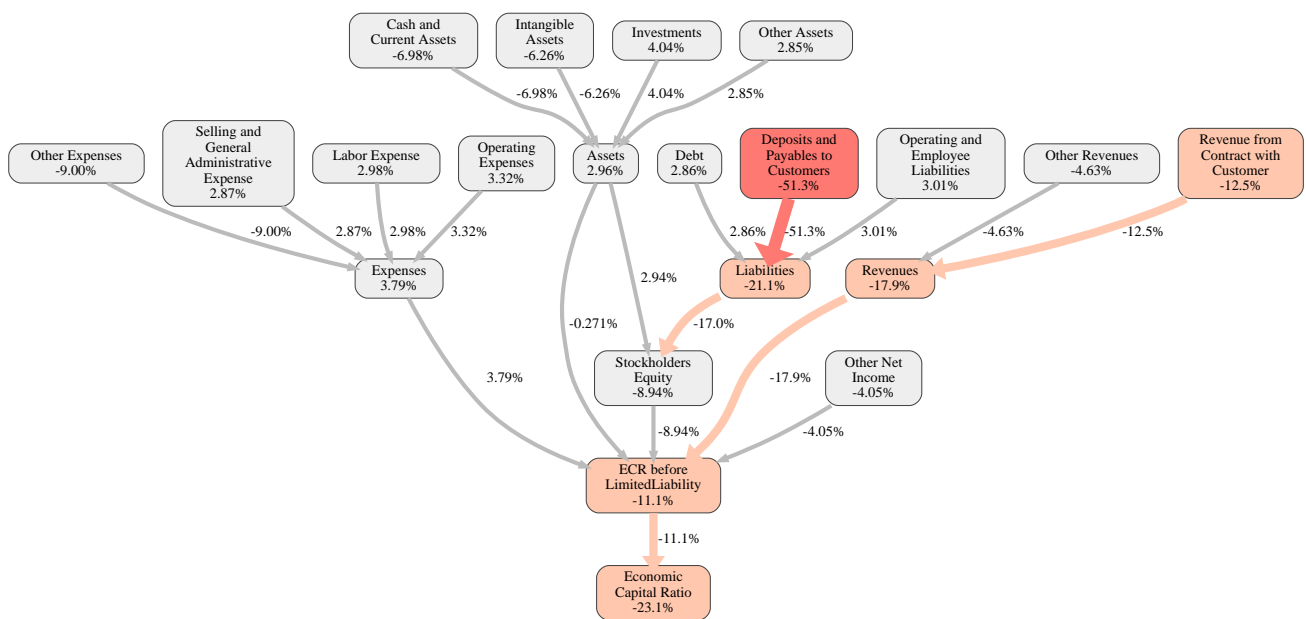 Cash and
Current Assets
-6.98%
Intangible
Assets
-6.26%
Investments
4.04%
Other Assets
2.85%
-6.98%
-6.26%
4.04%
2.85%
Other Expenses
-9.00%
Selling and
General
Administrative
Expense
2.87%
Labor Expense
2.98%
Operating
Expenses
3.32%
Assets
2.96%
Debt
2.86%
Deposits and
Payables to
Customers
-51.3%
Operating and
Employee
Liabilities
3.01%
Other Revenues
-4.63%
Revenue from
Contract with
Customer
-12.5%
-9.00%
2.87%
2.98%
3.32%
2.86%
-51.3%
3.01%
-4.63%
-12.5%
Expenses
3.79%
2.94%
Liabilities
-21.1%
Revenues
-17.9%
-0.271%
-17.0%
3.79%
Stockholders
Equity
-8.94%
-17.9%
Other Net
Income
-4.05%
-8.94%
-4.05%
ECR before
LimitedLiability
-11.1%
-11.1%
Economic
Capital Ratio
-23.1%